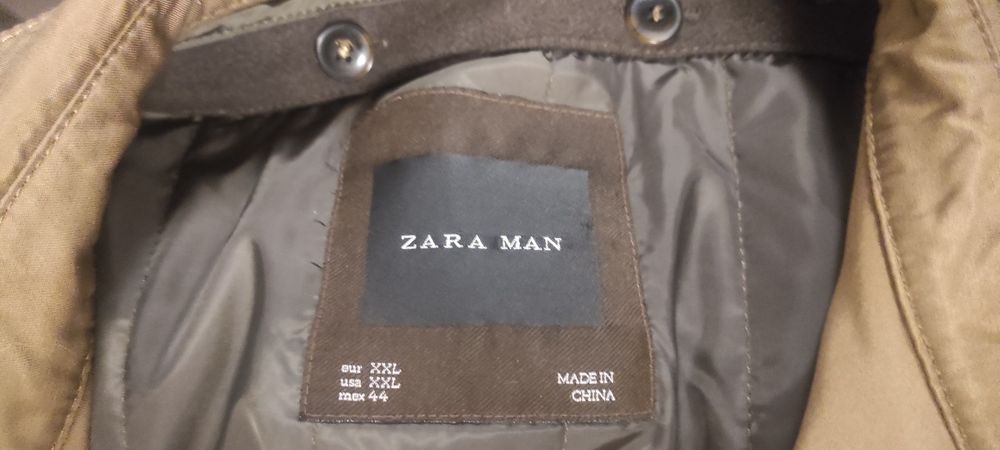 ZARA MAN
eur XXL
usa XXL
mex 44
MADE IN
CHINA